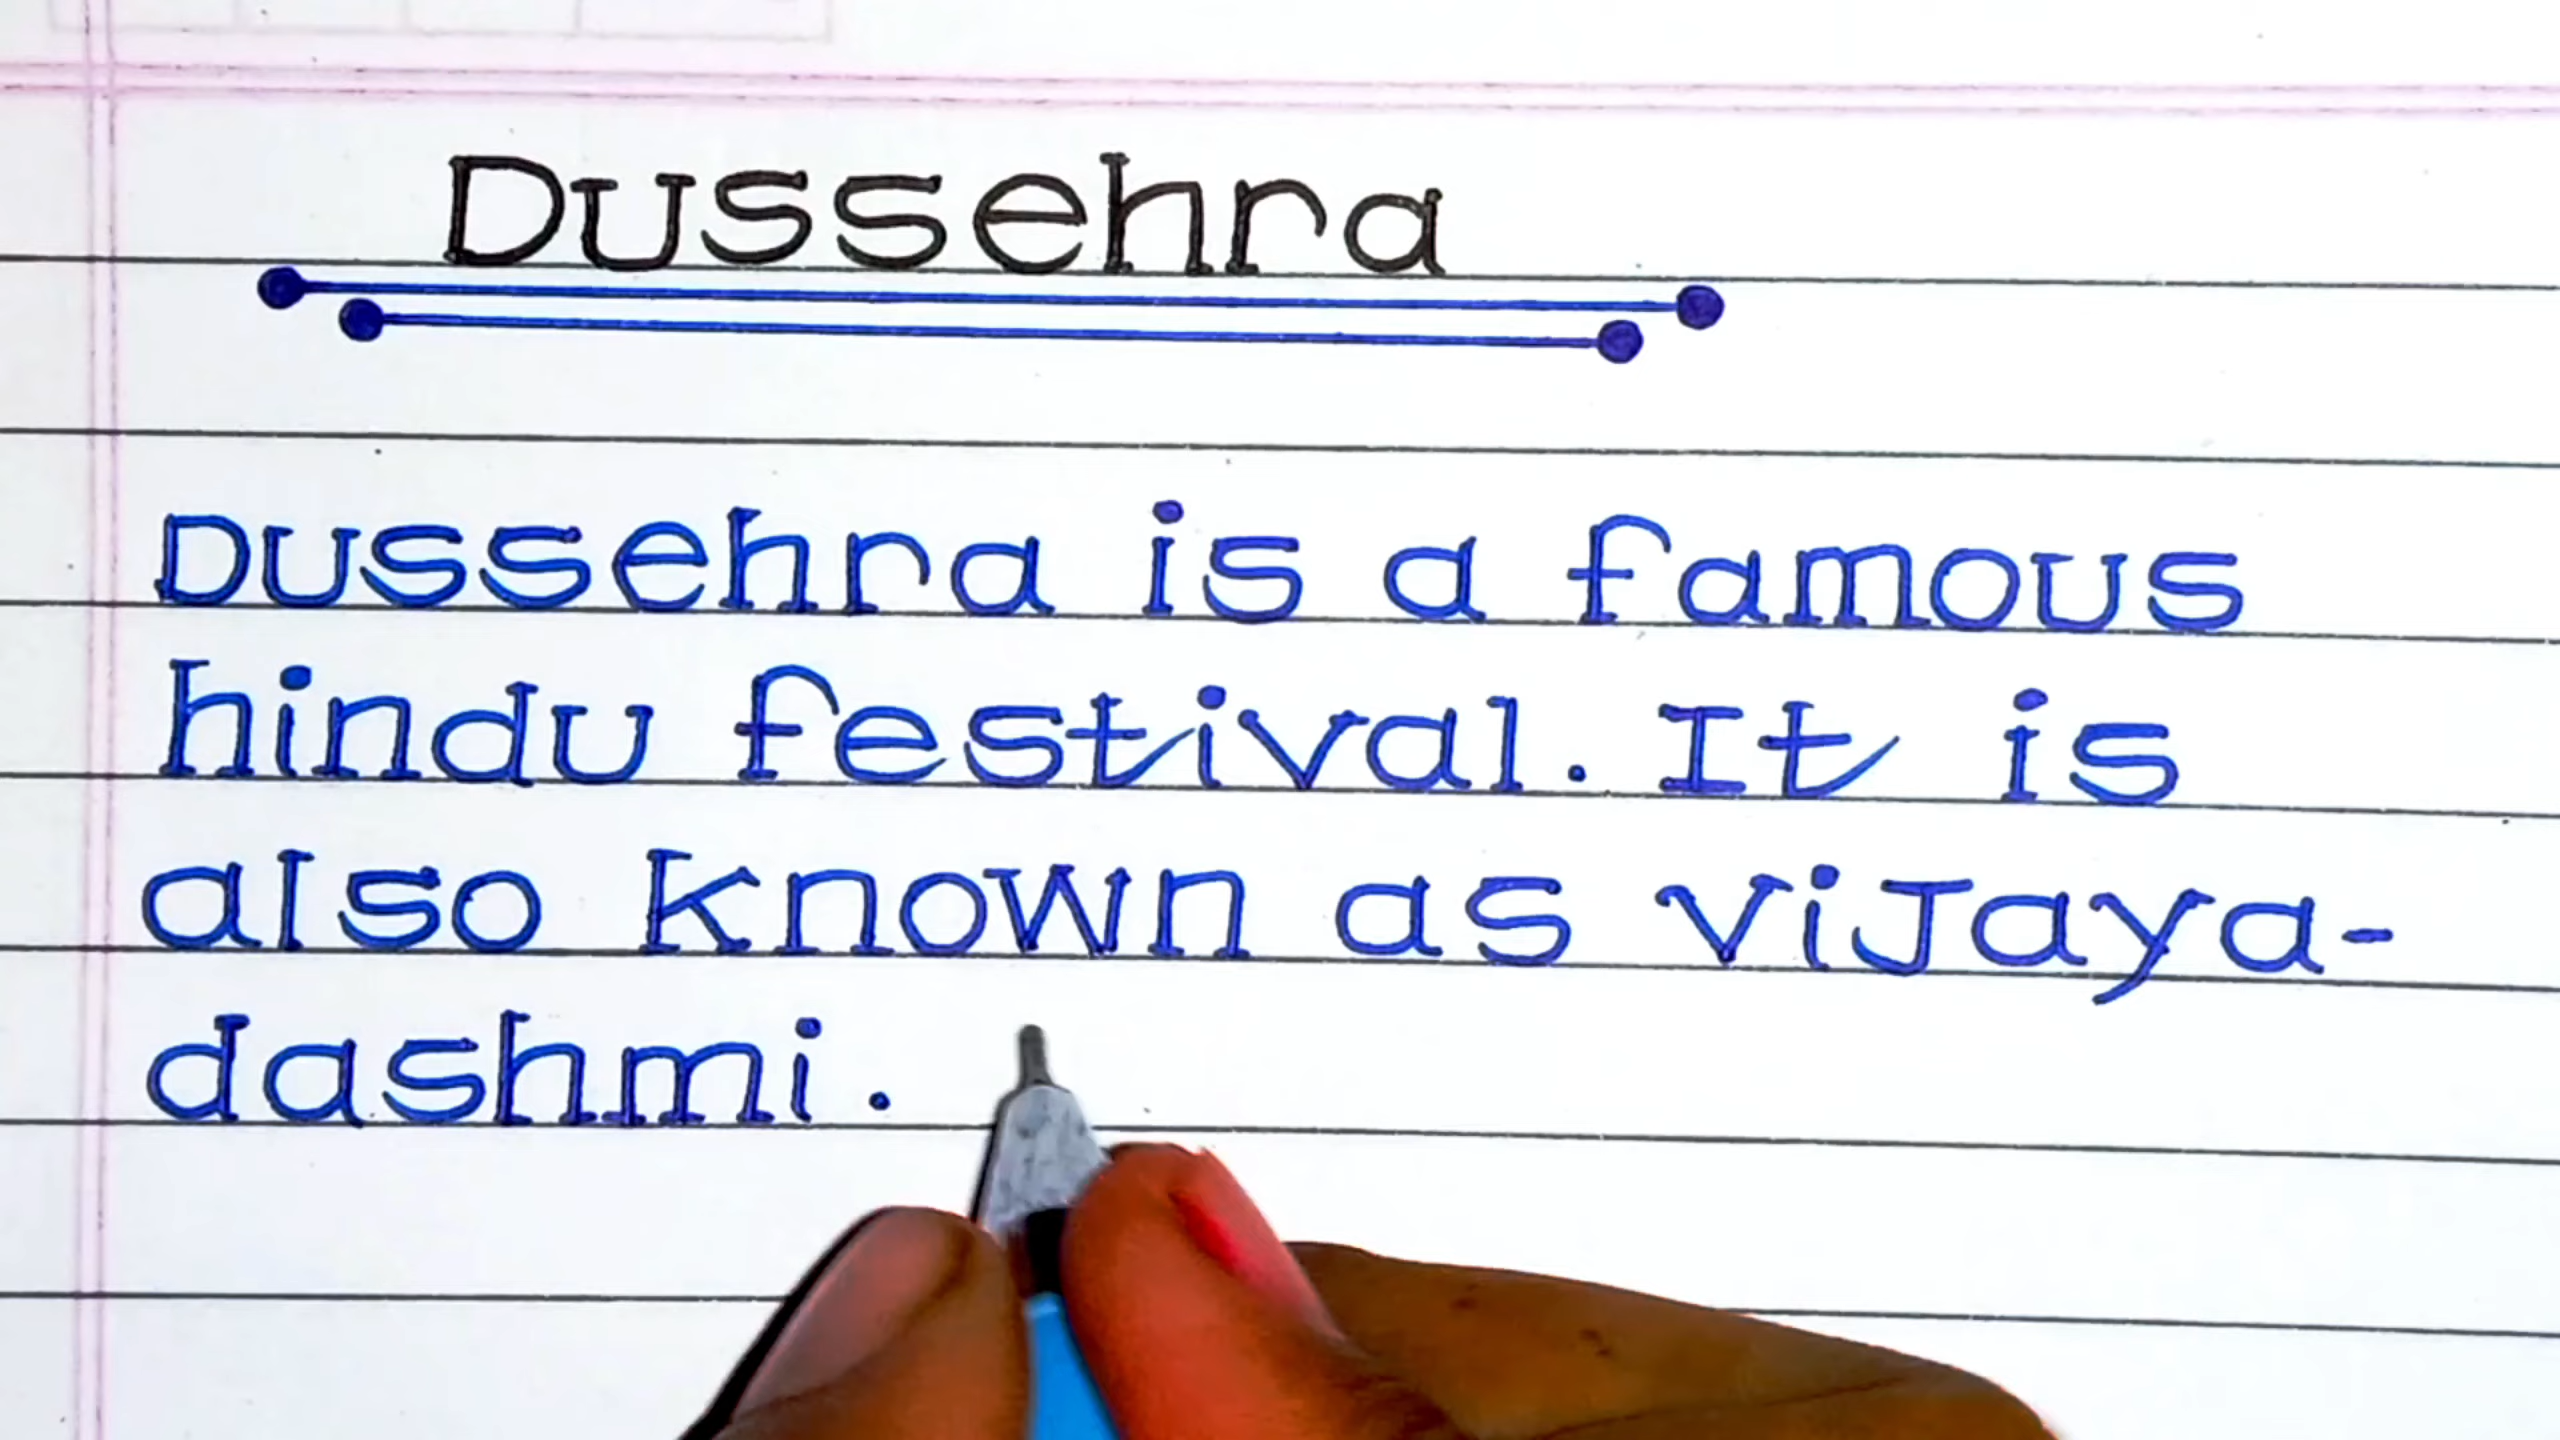 Dussehra
Dussehra is a famous
hindu festival. It is
also known as vijaya-
dashmi.